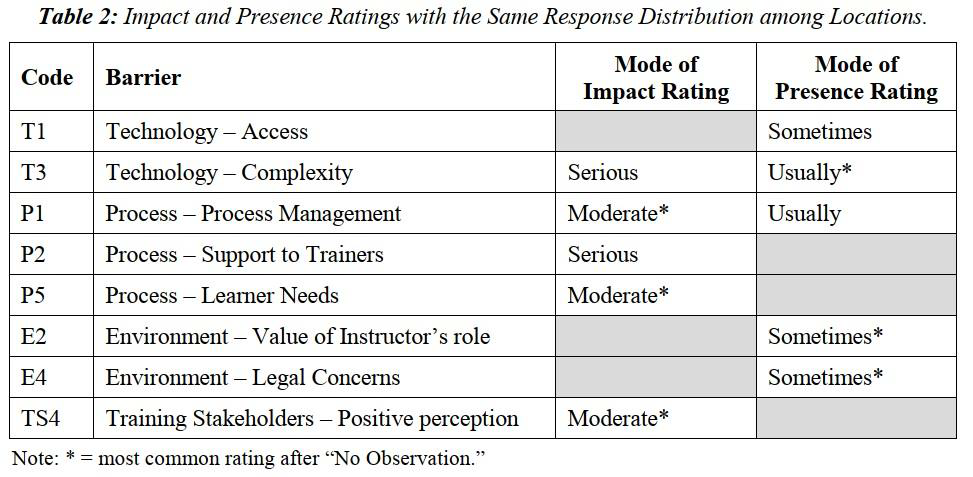 Table 2: Impact and Presence Ratings with the Same Response Distribution among Locations.
Code Barrier Mode of Impact Rating Mode of Presence Rating
T1 Technology – Access Sometimes
T3 Technology – Complexity Serious Usually*
P1 Process – Process Management Moderate* Usually
P2 Process – Support to Trainers Serious
P5 Process – Learner Needs Moderate*
E2 Environment – Value of Instructor’s role Sometimes*
E4 Environment – Legal Concerns Sometimes*
TS4 Training Stakeholders – Positive perception Moderate*
Note: * = most common rating after “No Observation.”